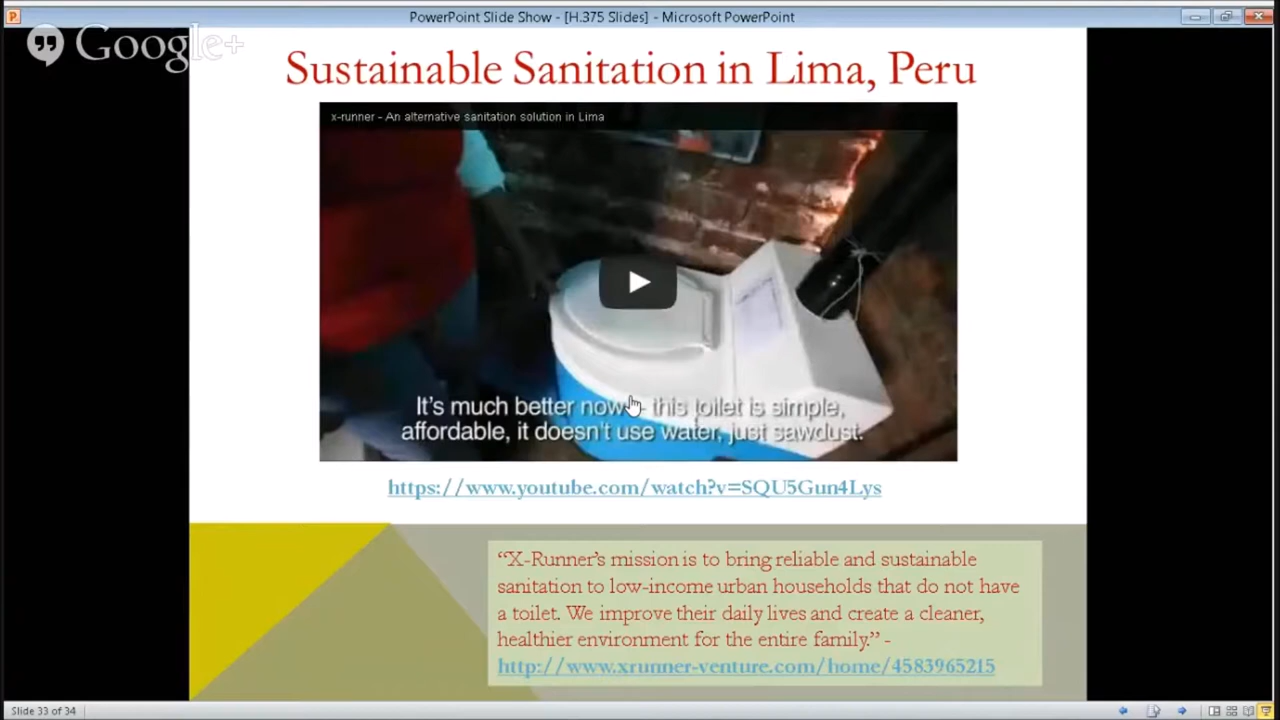 PowerPoint Slide Show - [H.375 Slides] - Microsoft PowerPoint
Google+
Sustainable Sanitation in Lima, Peru
x-runner - An alternative sanitation solution in Lima
It's much better now - this toilet is simple,
affordable, it doesn't use water, just sawdust.
https://www.youtube.com/watch?v=SQU5Gun4Lys
“X-Runner’s mission is to bring reliable and sustainable
sanitation to low-income urban households that do not have
a toilet. We improve their daily lives and create a cleaner,
healthier environment for the entire family.” -
http://www.xrunner-venture.com/home/4583965215
Slide 33 of 34